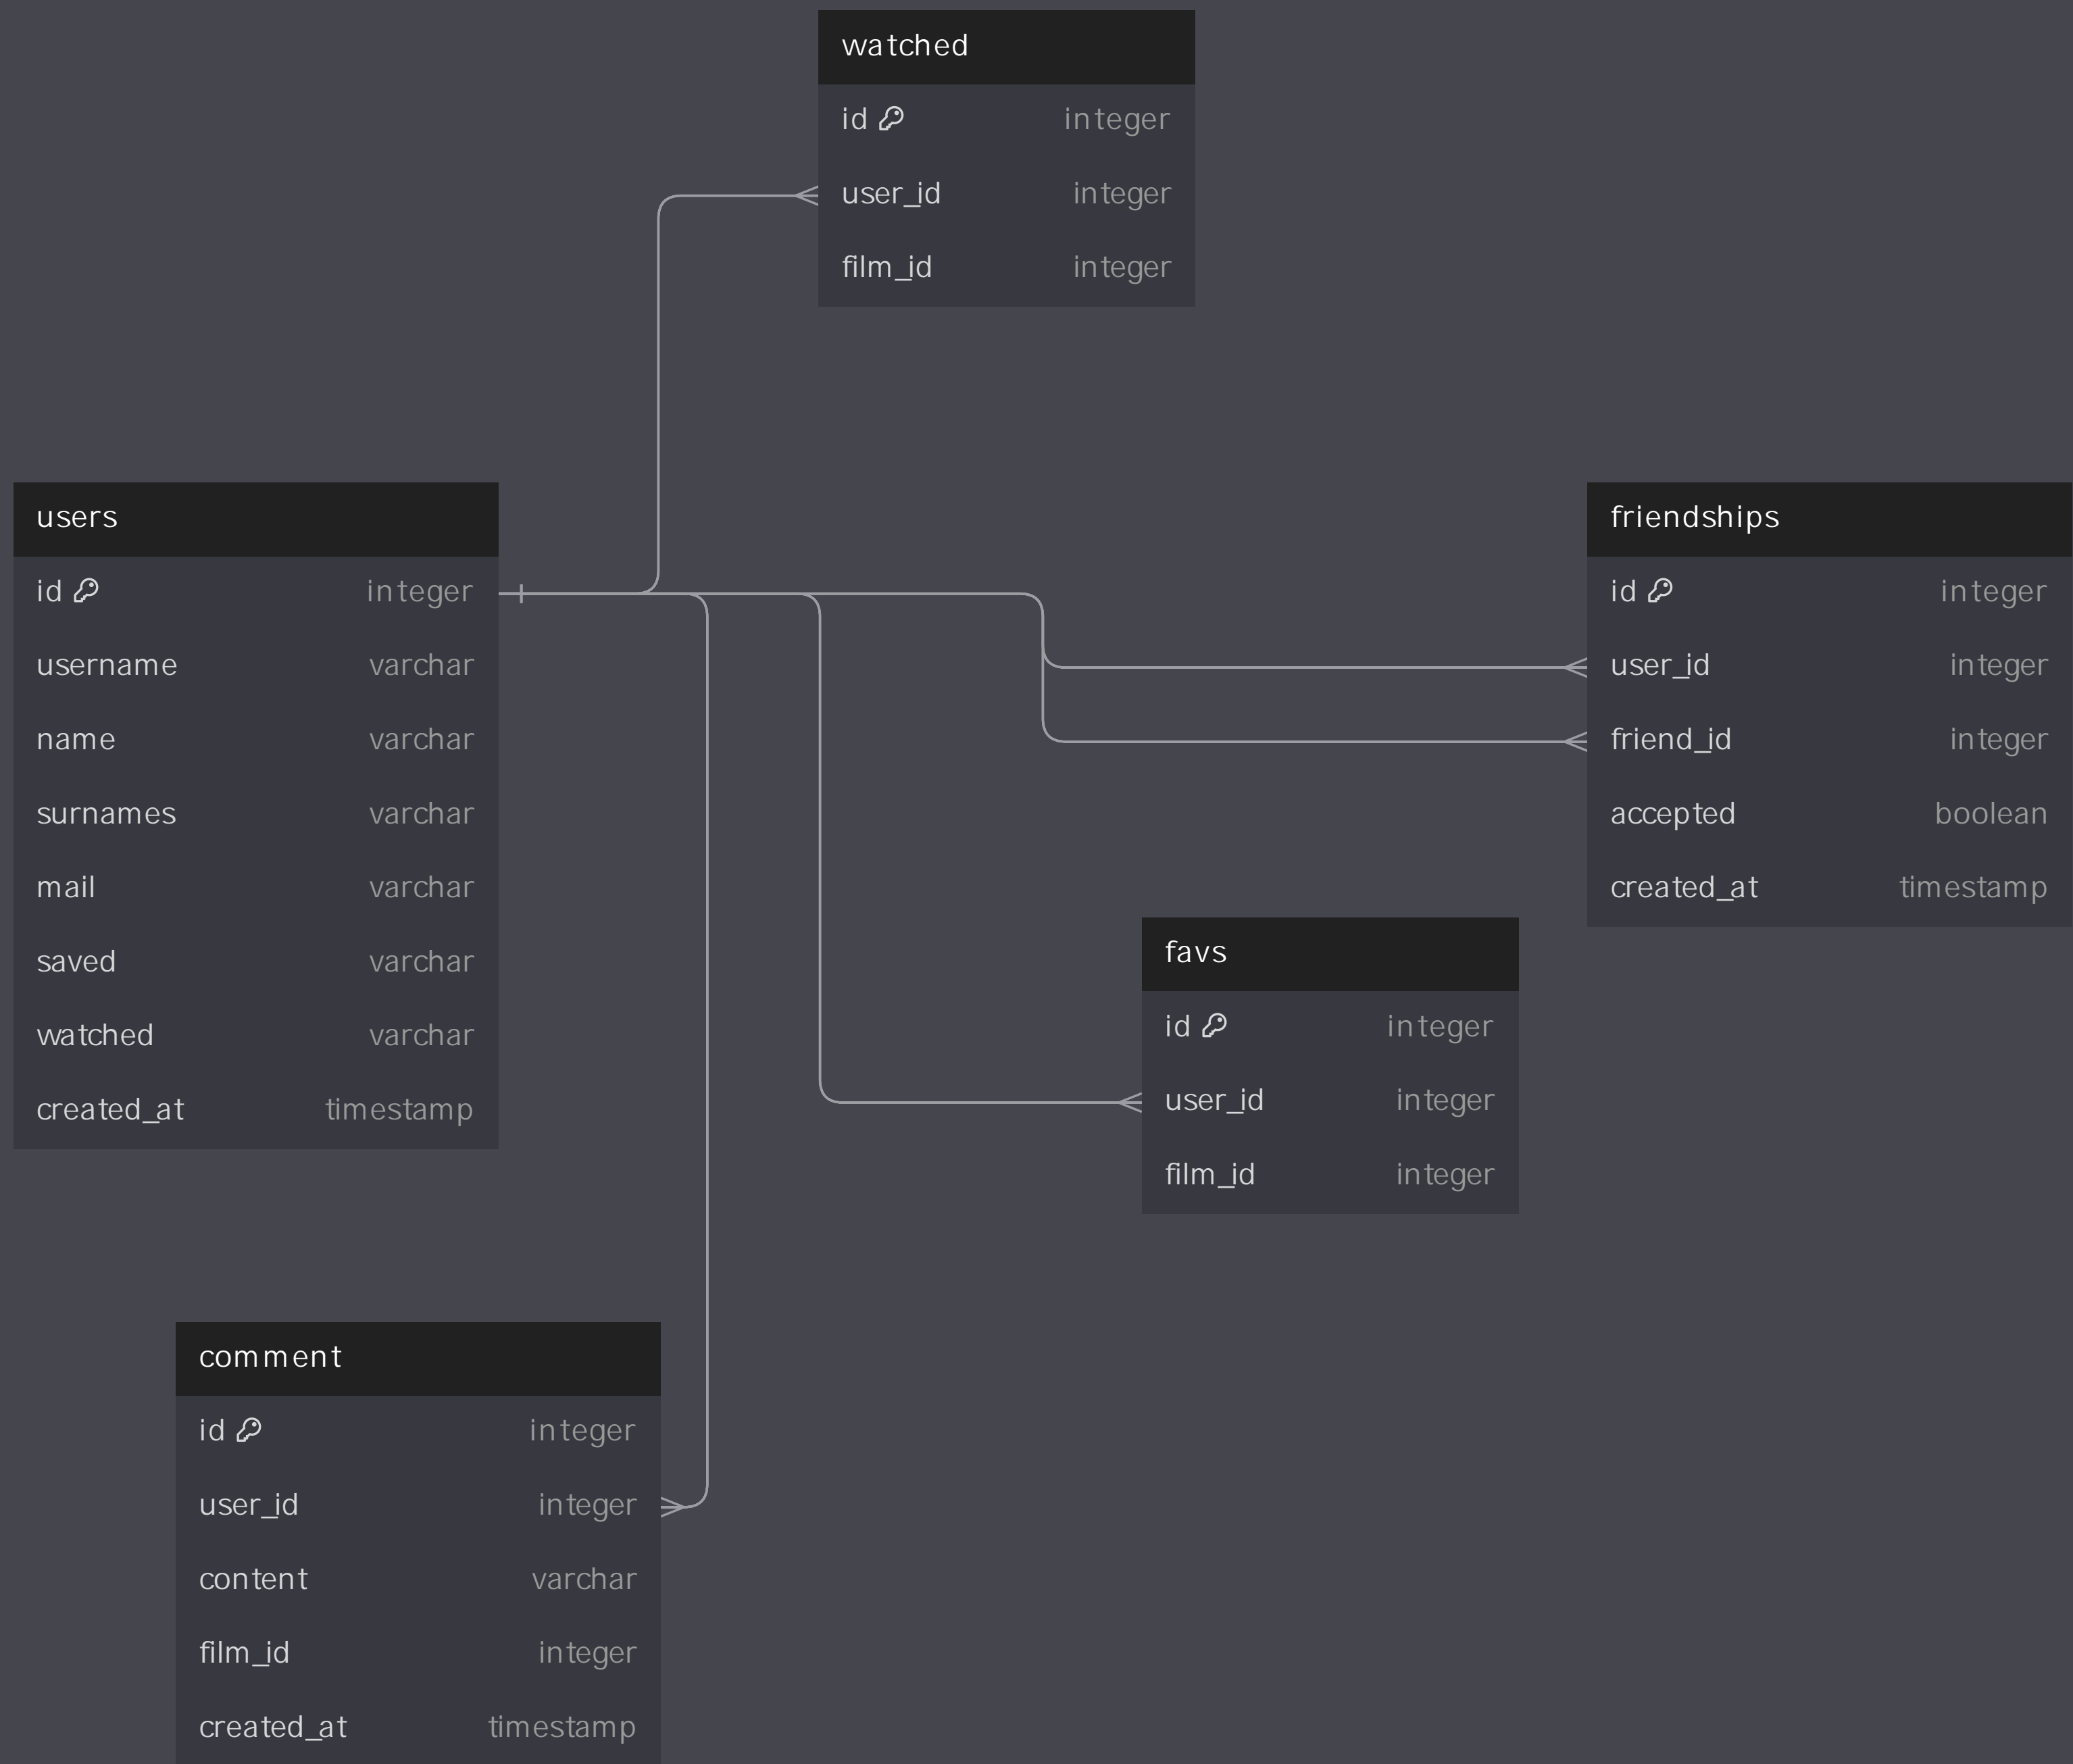 watched
id integer
user_id integer
film_id integer
users
id integer
username varchar
name varchar
surnames varchar
mail varchar
saved varchar
watched varchar
created_at timestamp
friendships
id integer
user_id integer
friend_id integer
accepted boolean
created_at timestamp
favs
id integer
user_id integer
film_id integer
comment
id integer
user_id integer
content varchar
film_id integer
created_at timestamp